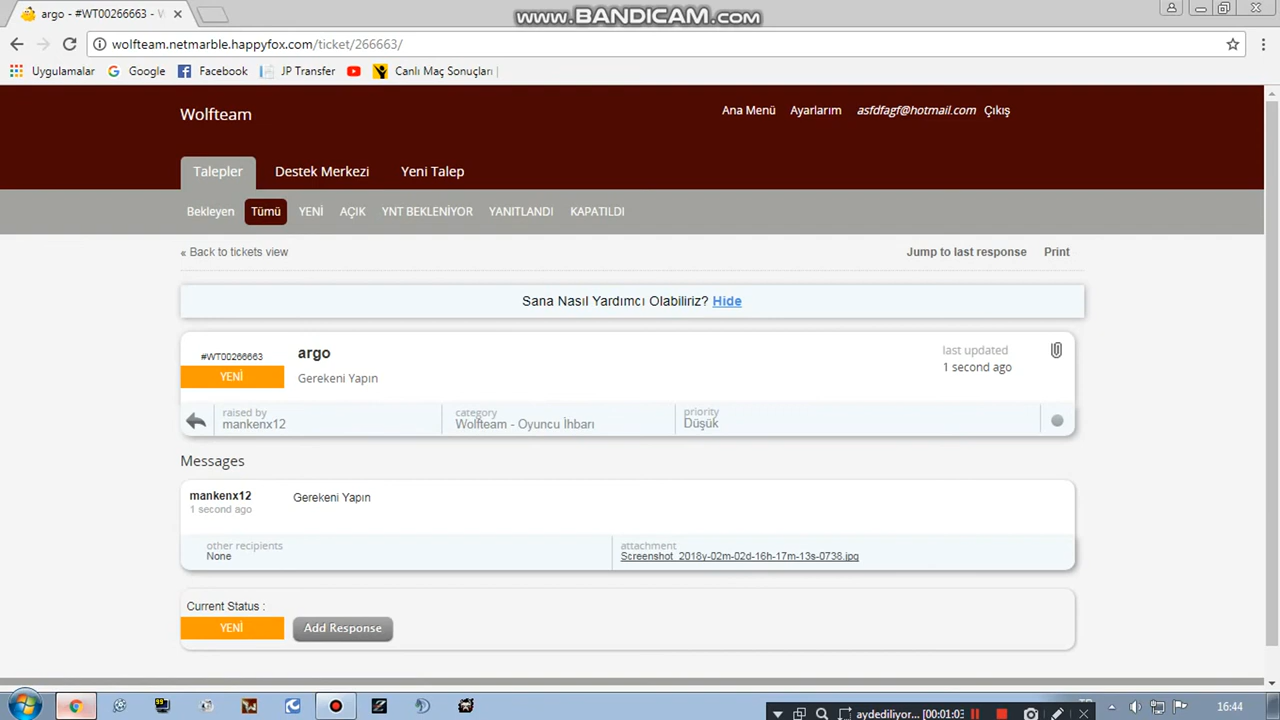 argo - #WT00266663 - W
www.BANDICAM.com
wolfteam.netmarble.happyfox.com/ticket/266663/
Uygulamalar
Google
Facebook
JP Transfer
Canlı Maç Sonuçları
Wolfteam
Ana Menü
Ayarlarım
asfdfagf@hotmail.com
Çıkış
Talepler
Destek Merkezi
Yeni Talep
Bekleyen
Tümü
YENİ
AÇIK
YNT BEKLENİYOR
YANITLANDI
KAPATILDI
« Back to tickets view
Jump to last response
Print
Sana Nasıl Yardımcı Olabiliriz? Hide
#WT00266663
YENİ
argo
Gerekeni Yapın
last updated
1 second ago
raised by
mankenx12
category
Wolfteam - Oyuncu İhbarı
priority
Düşük
Messages
mankenx12
1 second ago
Gerekeni Yapın
other recipients
None
attachment
Screenshot_2018y-02m-02d-16h-17m-13s-0738.jpg
Current Status :
YENİ
Add Response
99
TR
aydediliyor... [00:01:03
16:44